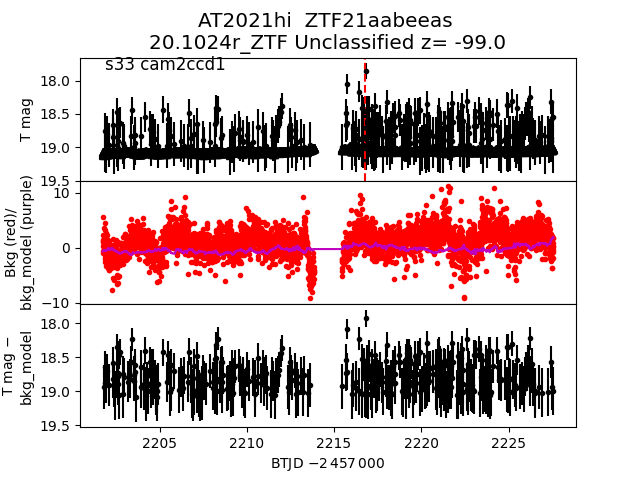 AT2021hi ZTF21aabeeas
20.1024r_ZTF Unclassified z= -99.0
s33 cam2ccd1
T mag
18.0
18.5
19.0
19.5
Bkg (red)/
bkg_model (purple)
10
0
−10
T mag −
bkg_model
18.0
18.5
19.0
19.5
2205
2210
2215
2220
2225
BTJD −2 457 000